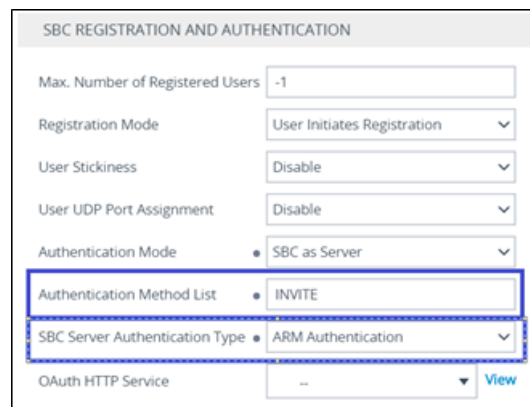 SBC REGISTRATION AND AUTHENTICATION
Max. Number of Registered Users -1
Registration Mode User Initiates Registration
User Stickiness Disable
User UDP Port Assignment Disable
Authentication Mode • SBC as Server
Authentication Method List • INVITE
SBC Server Authentication Type • ARM Authentication
OAuth HTTP Service -- View